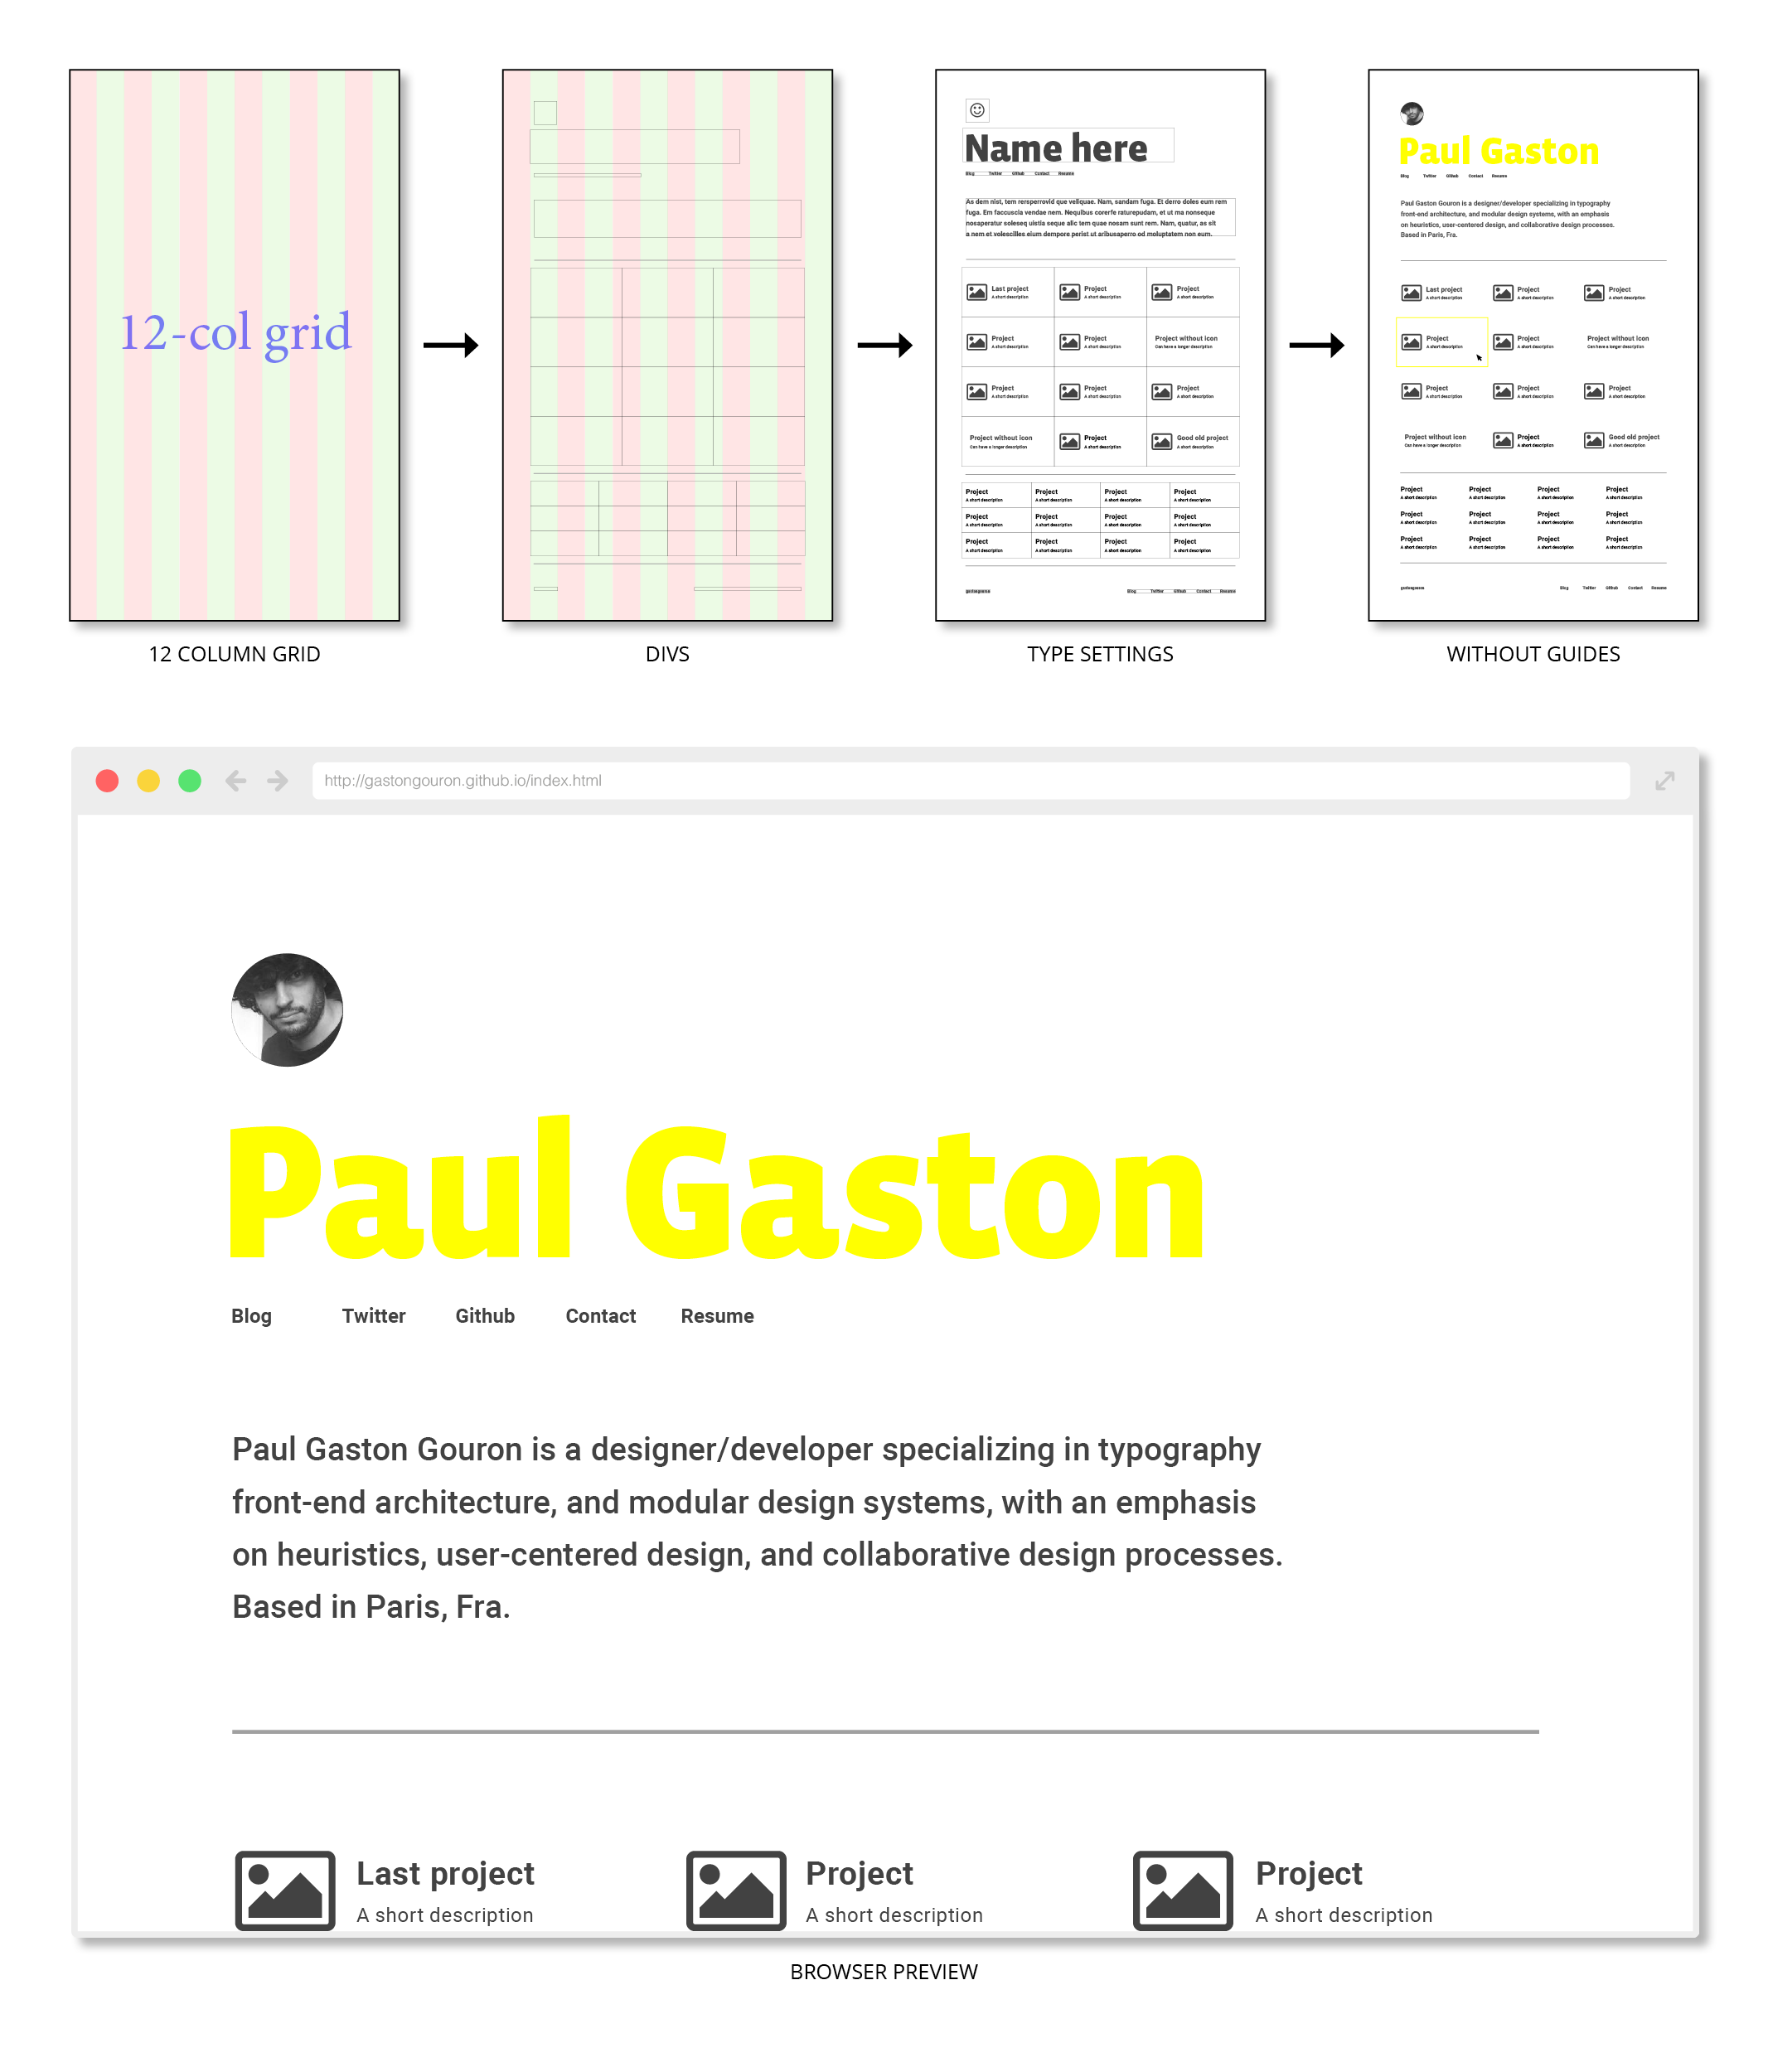 12-col grid
12 COLUMN GRID
DIVS
Name here
Blog Twitter Github Contact Resume
As dem nist, tem rersperrovid que veliquae. Nam, sandam fuga. Et derro doles eum rem
fuga. Em faccuscia vendae nem. Nequibus corerfe raturepudam, et ut ma nonseque
nosaperatur soleseq uistia seque alic tem quae nosam sunt rem. Nam, quatur, as sit
a nem et volescilles eium dempore perist ut aribusaperro od moluptatem non eum.
Last project Project Project
A short description A short description A short description
Project Project Project without icon
A short description A short description Can have a longer description
Project Project Project
A short description A short description A short description
Project without icon Project Good old project
Can have a longer description A short description A short description
Project Project Project Project
A short description A short description A short description A short description
Project Project Project Project
A short description A short description A short description A short description
Project Project Project Project
A short description A short description A short description A short description
Blog Twitter Github Contact Resume
TYPE SETTINGS
Paul Gaston
Blog Twitter Github Contact Resume
Paul Gaston Gouron is a designer/developer specializing in typography
front-end architecture, and modular design systems, with an emphasis
on heuristics, user-centered design, and collaborative design processes.
Based in Paris, Fra.
Last project Project Project
A short description A short description A short description
Project Project Project without icon
A short description A short description Can have a longer description
Project Project Project
A short description A short description A short description
Project without icon Project Good old project
Can have a longer description A short description A short description
Project Project Project Project
A short description A short description A short description A short description
Project Project Project Project
A short description A short description A short description A short description
Project Project Project Project
A short description A short description A short description A short description
Blog Twitter Github Contact Resume
WITHOUT GUIDES
http://gastongouron.github.io/index.html
Paul Gaston
Blog Twitter Github Contact Resume
Paul Gaston Gouron is a designer/developer specializing in typography
front-end architecture, and modular design systems, with an emphasis
on heuristics, user-centered design, and collaborative design processes.
Based in Paris, Fra.
Last project Project Project
A short description A short description A short description
BROWSER PREVIEW